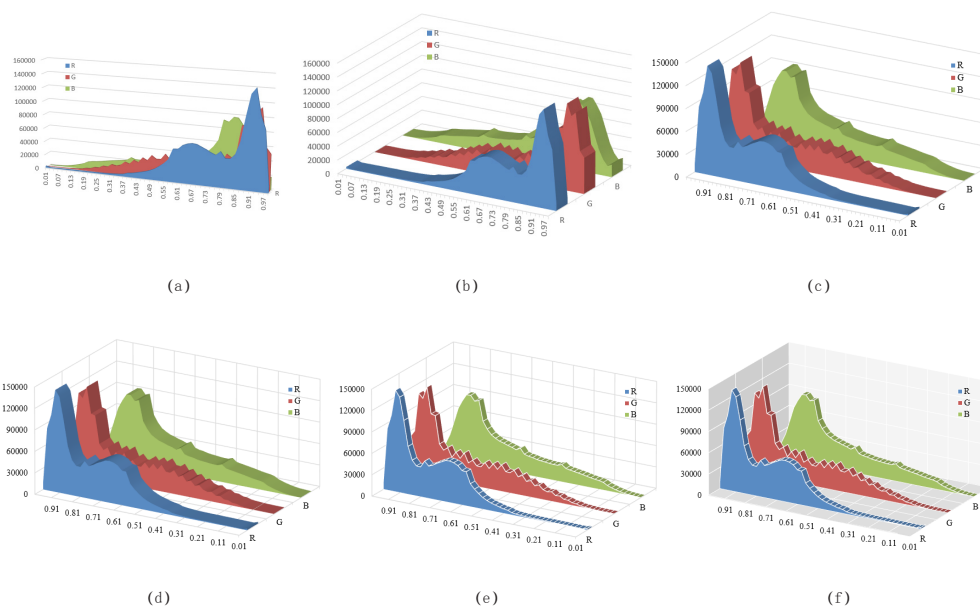 160000
140000
120000
100000
80000
60000
40000
20000
0
R
G
B
0.01
0.07
0.13
0.19
0.25
0.31
0.37
0.43
0.49
0.55
0.61
0.67
0.73
0.79
0.85
0.91
0.97
R
(a)
160000
140000
120000
100000
80000
60000
40000
20000
0
R
G
B
0.01
0.07
0.13
0.19
0.25
0.31
0.37
0.43
0.49
0.55
0.61
0.67
0.73
0.79
0.85
0.91
0.97
R
G
B
(b)
150000
120000
90000
60000
30000
0
R
G
B
0.91
0.81
0.71
0.61
0.51
0.41
0.31
0.21
0.11
0.01
R
G
B
(c)
150000
120000
90000
60000
30000
0
R
G
B
0.91
0.81
0.71
0.61
0.51
0.41
0.31
0.21
0.11
0.01
R
G
B
(d)
150000
120000
90000
60000
30000
0
R
G
B
0.91
0.81
0.71
0.61
0.51
0.41
0.31
0.21
0.11
0.01
R
G
B
(e)
150000
120000
90000
60000
30000
0
R
G
B
0.91
0.81
0.71
0.61
0.51
0.41
0.31
0.21
0.11
0.01
R
G
B
(f)